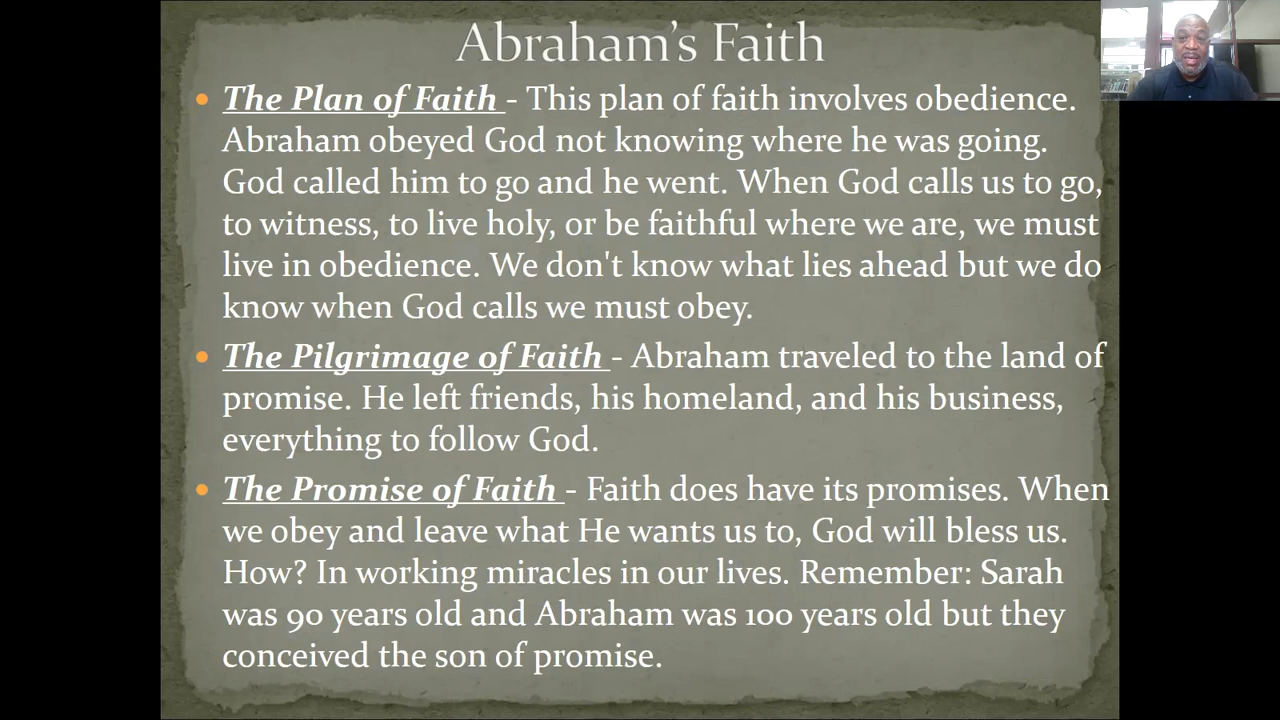 Abraham's Faith
• The Plan of Faith - This plan of faith involves obedience.
Abraham obeyed God not knowing where he was going.
God called him to go and he went. When God calls us to go,
to witness, to live holy, or be faithful where we are, we must
live in obedience. We don't know what lies ahead but we do
know when God calls we must obey.
• The Pilgrimage of Faith - Abraham traveled to the land of
promise. He left friends, his homeland, and his business,
everything to follow God.
• The Promise of Faith - Faith does have its promises. When
we obey and leave what He wants us to, God will bless us.
How? In working miracles in our lives. Remember: Sarah
was 90 years old and Abraham was 100 years old but they
conceived the son of promise.